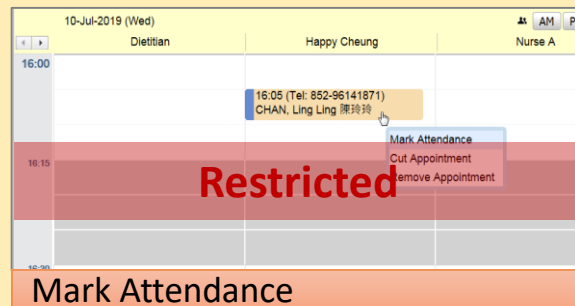 10-Jul-2019 (Wed)
AM
Dietitian
Happy Cheung
Nurse A
16:00
16:05 (Tel: 852-96141871)
CHAN, Ling Ling 陳玲玲
Mark Attendance
16:15
Cut Appointment
Remove Appointment
Restricted
Mark Attendance